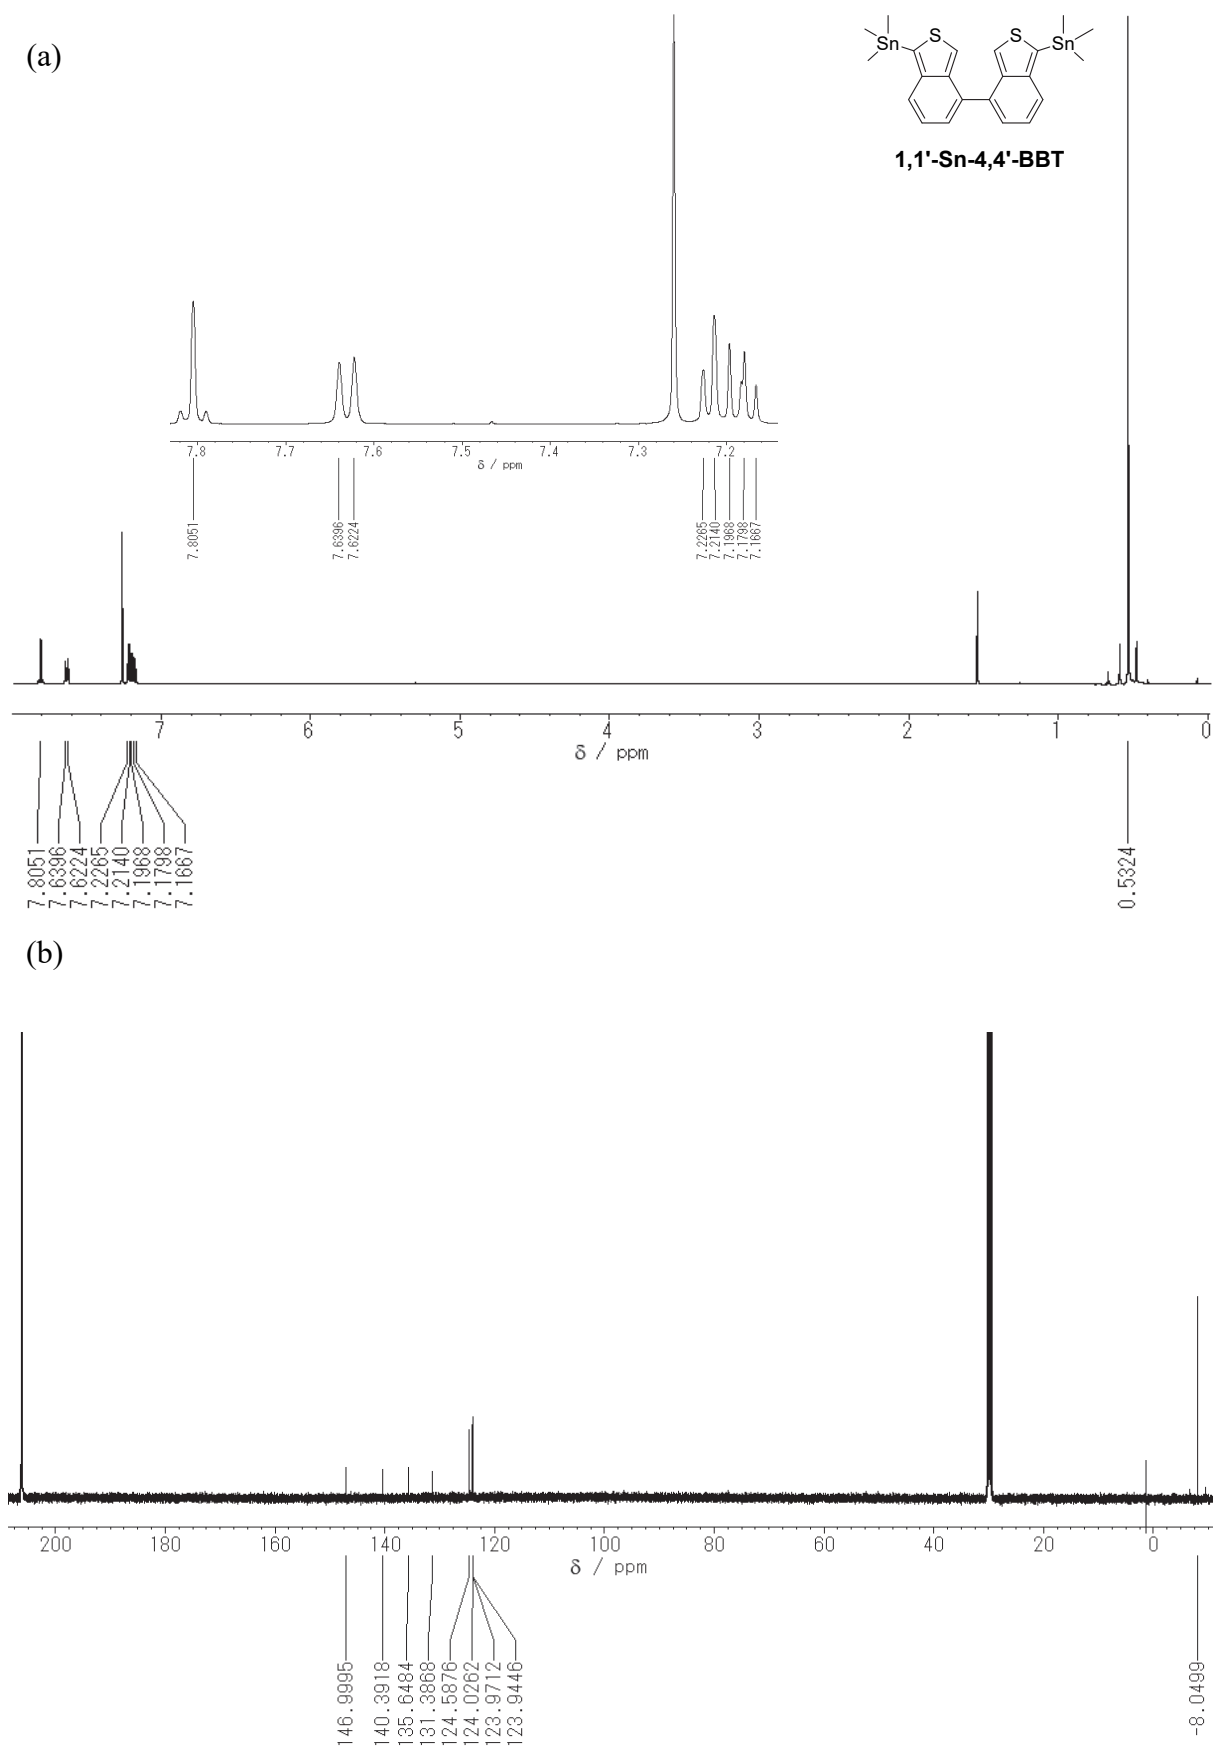 (a)
S S
Sn Sn
1,1'-Sn-4,4'-BBT
7.8 7.7 7.6 7.5 7.4 7.3 7.2
δ / ppm
7.8051
7.6396
7.6224
7.2265
7.2140
7.1968
7.1798
7.1667
7 6 5 4 3 2 1 0
δ / ppm
7.8051
7.6396
7.6224
7.2265
7.2140
7.1968
7.1798
7.1667
0.5324
(b)
200 180 160 140 120 100 80 60 40 20 0
δ / ppm
146.9995
140.3918
135.6484
131.3868
124.5876
124.0262
123.9712
123.9446
-8.0499